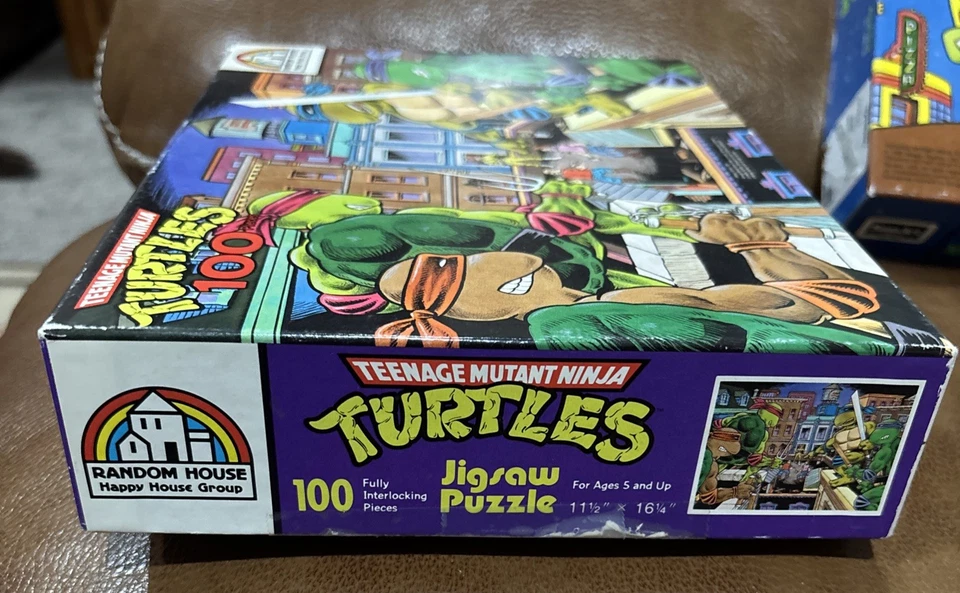 TEENAGE MUTANT NINJA
TURTLES
100
RANDOM HOUSE
Happy House Group
TEENAGE MUTANT NINJA
TURTLES
100 Fully
Interlocking
Pieces
Jigsaw
Puzzle
For Ages 5 and Up
11½" × 16¼"
PIZZA